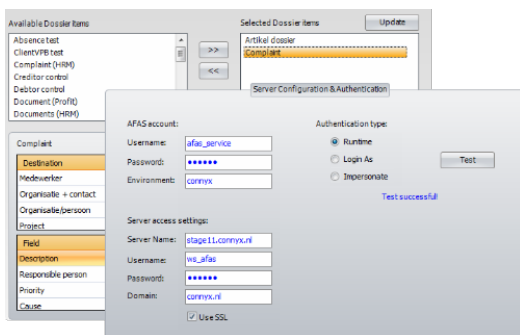 Available Dossier items
Absence test
ClientVPB test
Complaint (HRM)
Creditor control
Debtor control
Document (Profit)
Documents (HRM)
>>
<<
Selected Dossier items
Update
Artikel dossier
Complaint
Complaint
Destination
Medewerker
Organisatie + contact
Organisatie/persoon
Project
Field
Description
Responsible person
Priority
Cause
Server Configuration & Authentication
AFAS account:
Username: afas_service
Password: ••••••
Environment: connyx
Authentication type:
Runtime
Login As
Impersonate
Test
Test successful!
Server access settings:
Server Name: stage11.connyx.nl
Username: ws_afas
Password: ••••••
Domain: connyx.nl
Use SSL